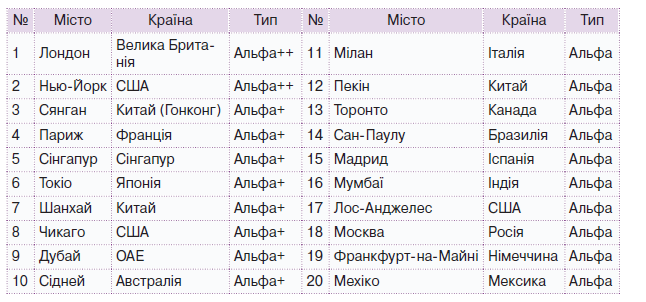 № Місто Країна Тип № Місто Країна Тип
1 Лондон Велика Брита-
нія Альфа++ 11 Мілан Італія Альфа
2 Нью-Йорк США Альфа++ 12 Пекін Китай Альфа
3 Сянган Китай (Гонконг) Альфа+ 13 Торонто Канада Альфа
4 Париж Франція Альфа+ 14 Сан-Паулу Бразилія Альфа
5 Сінгапур Сінгапур Альфа+ 15 Мадрид Іспанія Альфа
6 Токіо Японія Альфа+ 16 Мумбаї Індія Альфа
7 Шанхай Китай Альфа+ 17 Лос-Анджелес США Альфа
8 Чикаго США Альфа+ 18 Москва Росія Альфа
9 Дубай ОАЕ Альфа+ 19 Франкфурт-на-Майні Німеччина Альфа
10 Сідней Австралія Альфа+ 20 Мехіко Мексика Альфа